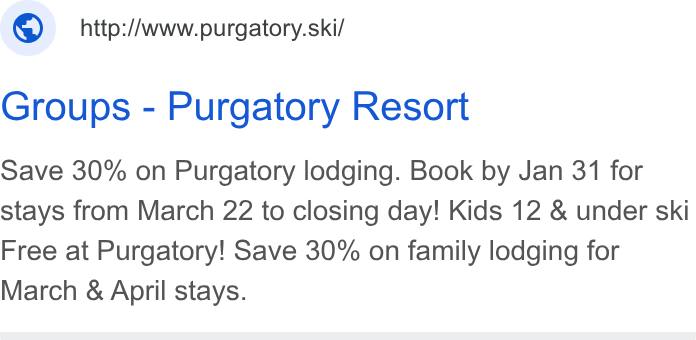 http://www.purgatory.ski/
Groups - Purgatory Resort
Save 30% on Purgatory lodging. Book by Jan 31 for
stays from March 22 to closing day! Kids 12 & under ski
Free at Purgatory! Save 30% on family lodging for
March & April stays.